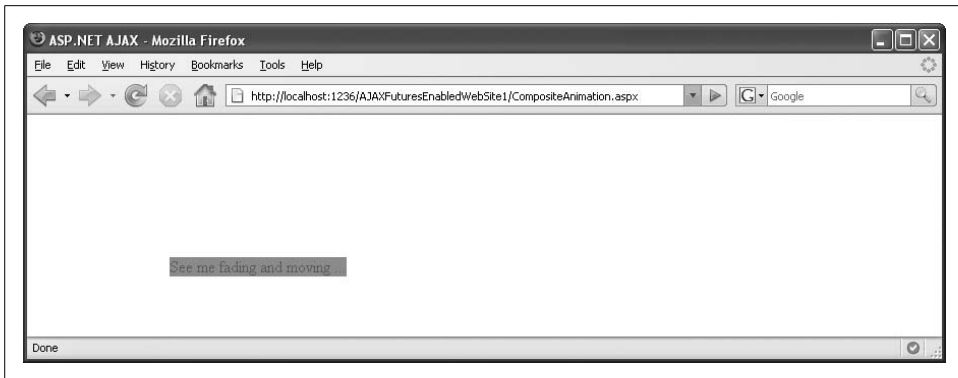 ASP.NET AJAX - Mozilla Firefox
File Edit View History Bookmarks Tools Help
http://localhost:1236/AJAXFuturesEnabledWebSite1/CompositeAnimation.aspx G Google
See me fading and moving ...
Done